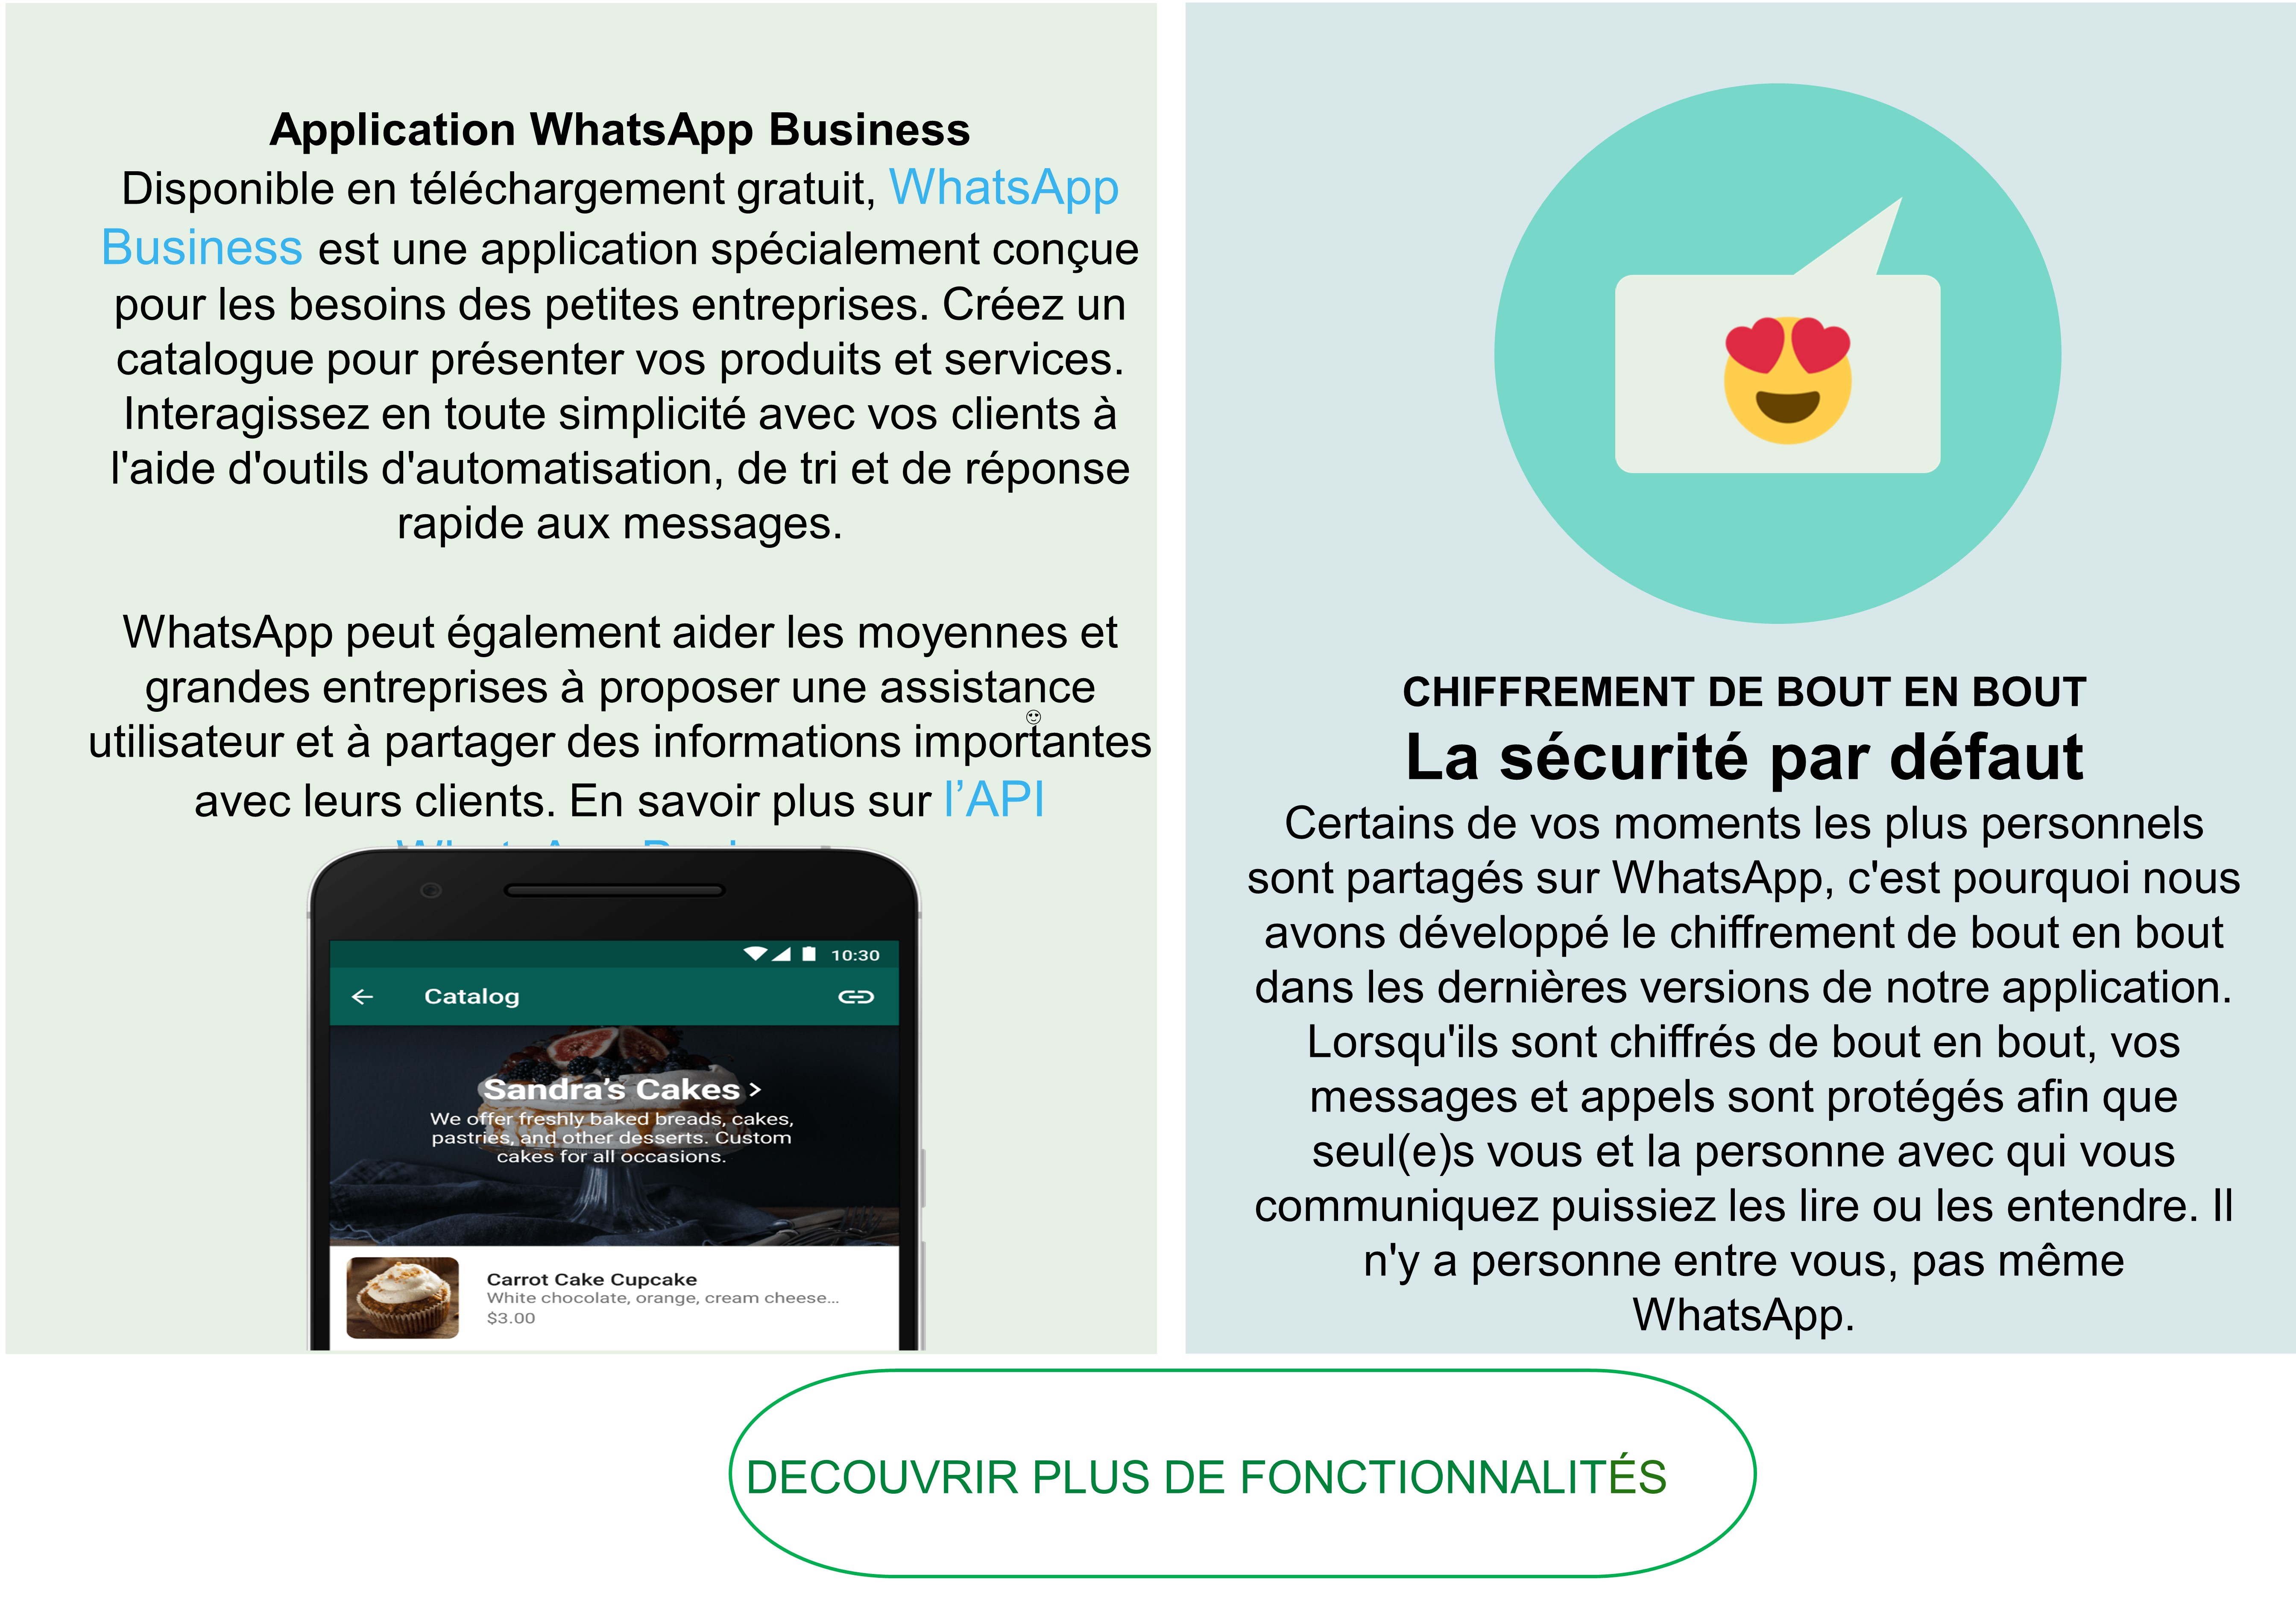 Application WhatsApp Business
Disponible en téléchargement gratuit, WhatsApp
Business est une application spécialement conçue
pour les besoins des petites entreprises. Créez un
catalogue pour présenter vos produits et services.
Interagissez en toute simplicité avec vos clients à
l'aide d'outils d'automatisation, de tri et de réponse
rapide aux messages.
WhatsApp peut également aider les moyennes et
grandes entreprises à proposer une assistance
utilisateur et à partager des informations importantes
avec leurs clients. En savoir plus sur l’API
10:30
Catalog
Sandra’s Cakes >
We offer freshly baked breads, cakes,
pastries, and other desserts. Custom
cakes for all occasions.
Carrot Cake Cupcake
White chocolate, orange, cream cheese...
$3.00
CHIFFREMENT DE BOUT EN BOUT
La sécurité par défaut
Certains de vos moments les plus personnels
sont partagés sur WhatsApp, c'est pourquoi nous
avons développé le chiffrement de bout en bout
dans les dernières versions de notre application.
Lorsqu'ils sont chiffrés de bout en bout, vos
messages et appels sont protégés afin que
seul(e)s vous et la personne avec qui vous
communiquez puissiez les lire ou les entendre. Il
n'y a personne entre vous, pas même
WhatsApp.
DECOUVRIR PLUS DE FONCTIONNALITÉS